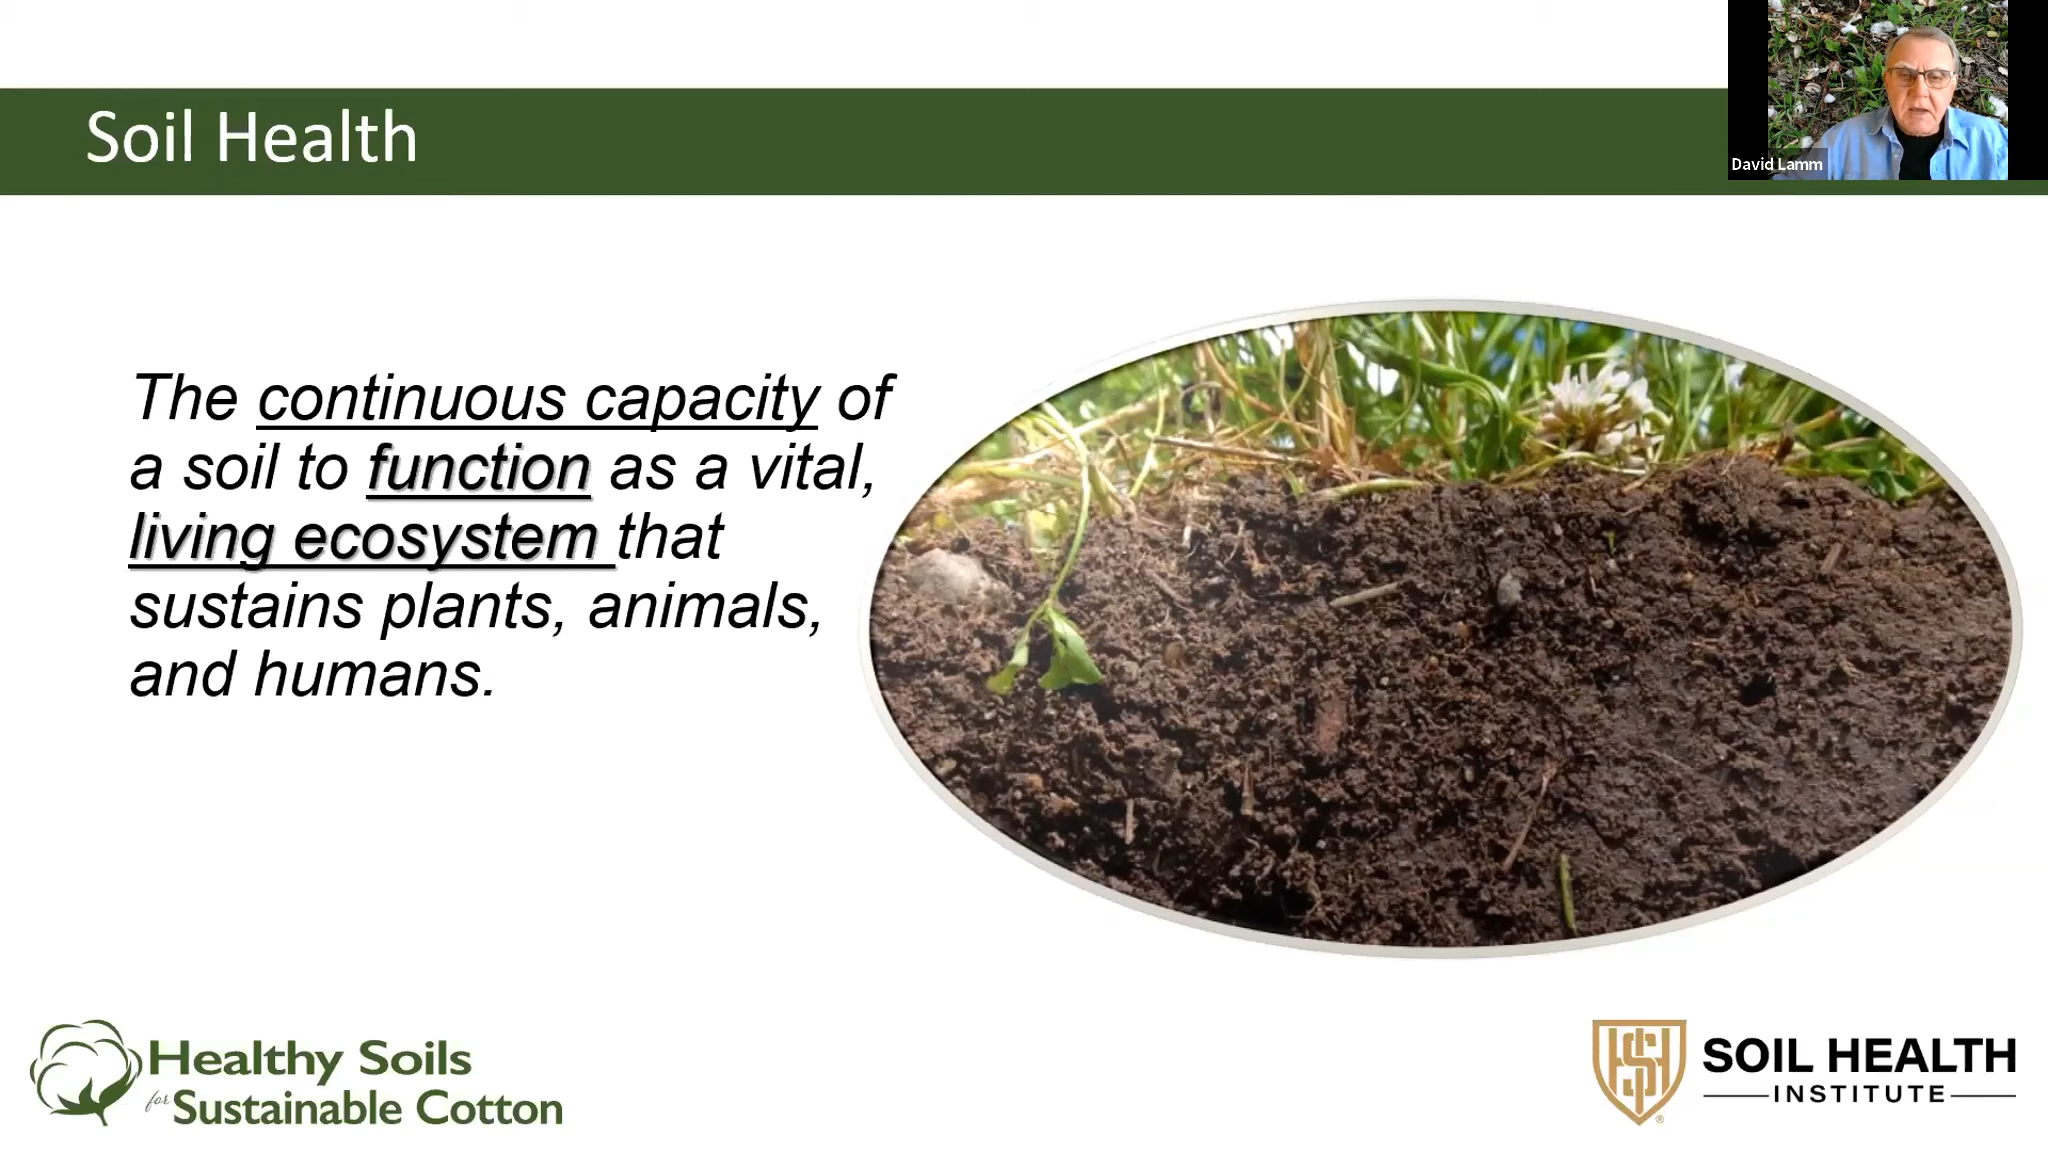 Soil Health
David Lamm
The continuous capacity of
a soil to function as a vital,
living ecosystem that
sustains plants, animals,
and humans.
Healthy Soils
for Sustainable Cotton
SOIL HEALTH
INSTITUTE
®